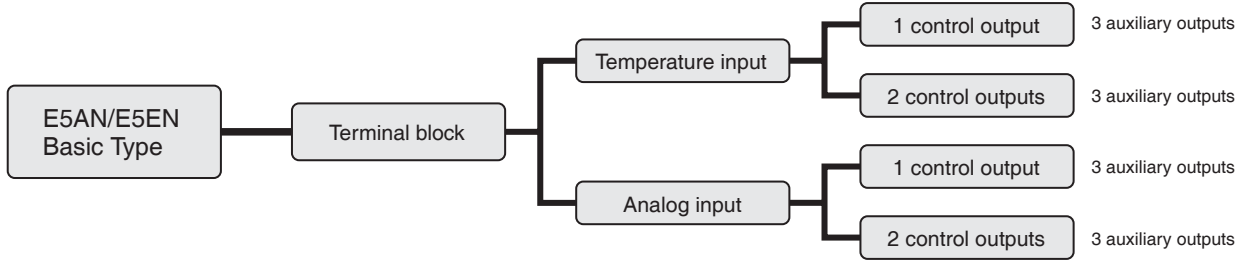 E5AN/E5EN
Basic Type
Terminal block
Temperature input
1 control output 3 auxiliary outputs
2 control outputs 3 auxiliary outputs
Analog input
1 control output 3 auxiliary outputs
2 control outputs 3 auxiliary outputs